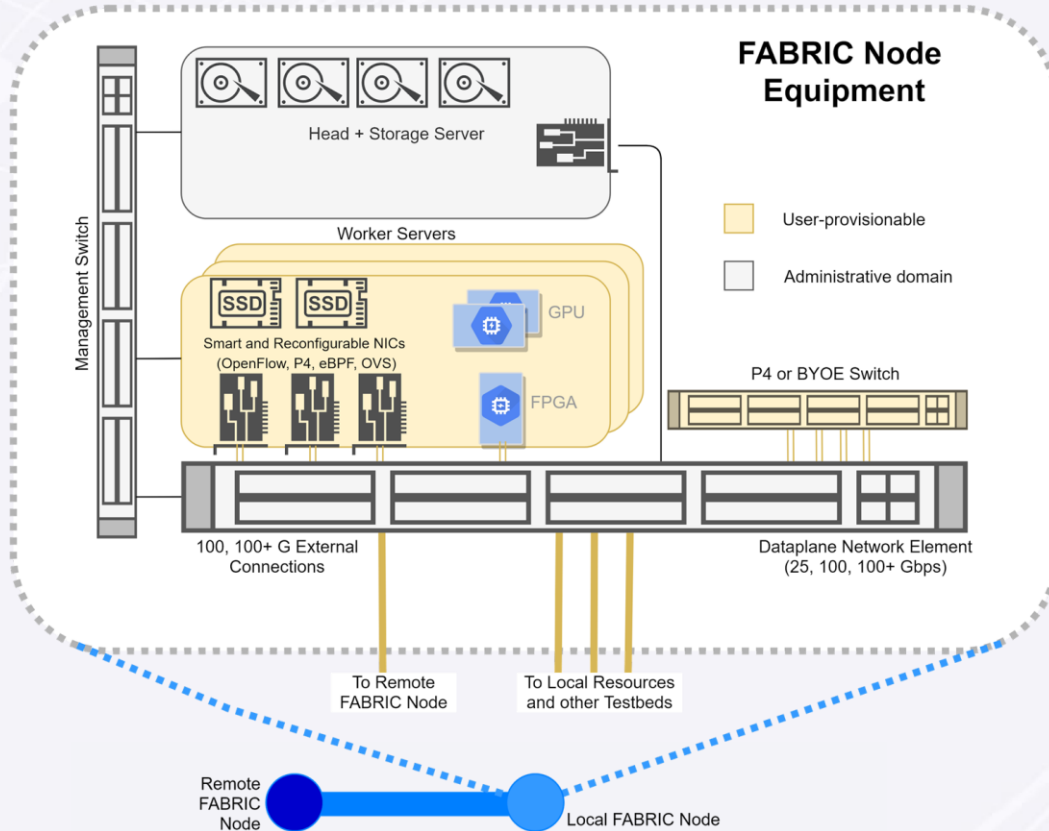 FABRIC Node
Equipment
Head + Storage Server
Management Switch
Worker Servers
User-provisionable
Administrative domain
SSD
SSD
GPU
Smart and Reconfigurable NICs
(OpenFlow, P4, eBPF, OVS)
P4 or BYOE Switch
FPGA
100, 100+ G External
Connections
Dataplane Network Element
(25, 100, 100+ Gbps)
To Remote
FABRIC Node
To Local Resources
and other Testbeds
Remote
FABRIC
Node
Local FABRIC Node